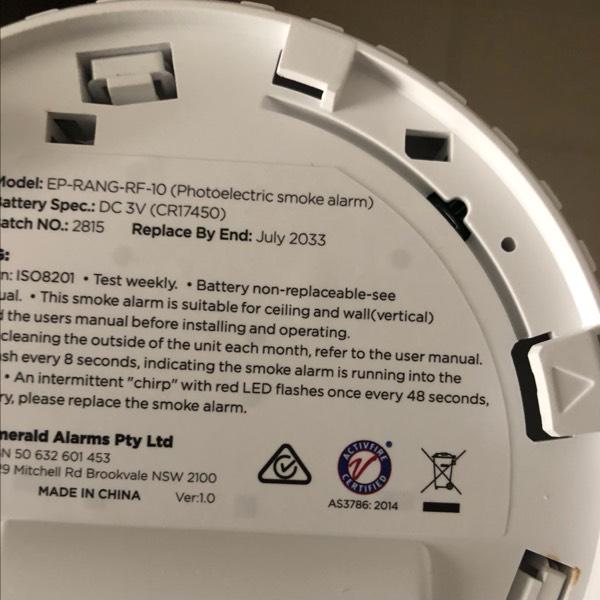 Model: EP-RANG-RF-10 (Photoelectric smoke alarm)
Battery Spec.: DC 3V (CR17450)
Batch NO.: 2815 Replace By End: July 2033
: ISO8201 • Test weekly. • Battery non-replaceable-see
• This smoke alarm is suitable for ceiling and wall(vertical)
the users manual before installing and operating.
cleaning the outside of the unit each month, refer to the user manual.
every 8 seconds, indicating the smoke alarm is running into the
• An intermittent "chirp" with red LED flashes once every 48 seconds,
please replace the smoke alarm.
merald Alarms Pty Ltd
N 50 632 601 453
9 Mitchell Rd Brookvale NSW 2100
MADE IN CHINA Ver:1.0
ACTIVFIRE
CERTIFIED
AS3786: 2014